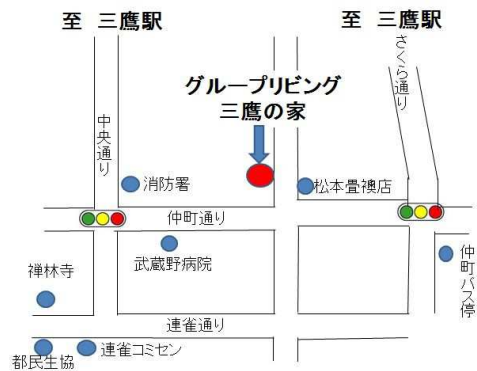 至 三鷹駅
至 三鷹駅
さくら通り
グループリビング
三鷹の家
中央通り
消防署
松本畳襖店
仲町通り
武蔵野病院
仲町バス停
禅林寺
連雀通り
都民生協
連雀コミセン